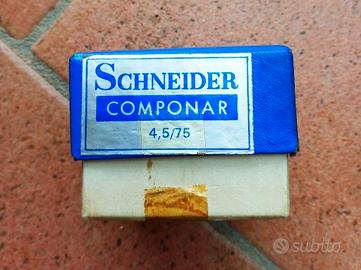 SCHNEIDER
COMPONAR
4,5/75
subito